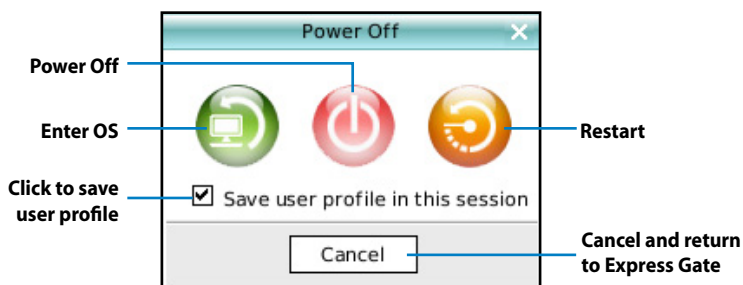 Power Off
Power Off
Enter OS
Restart
Click to save
user profile
Save user profile in this session
Cancel
Cancel and return
to Express Gate